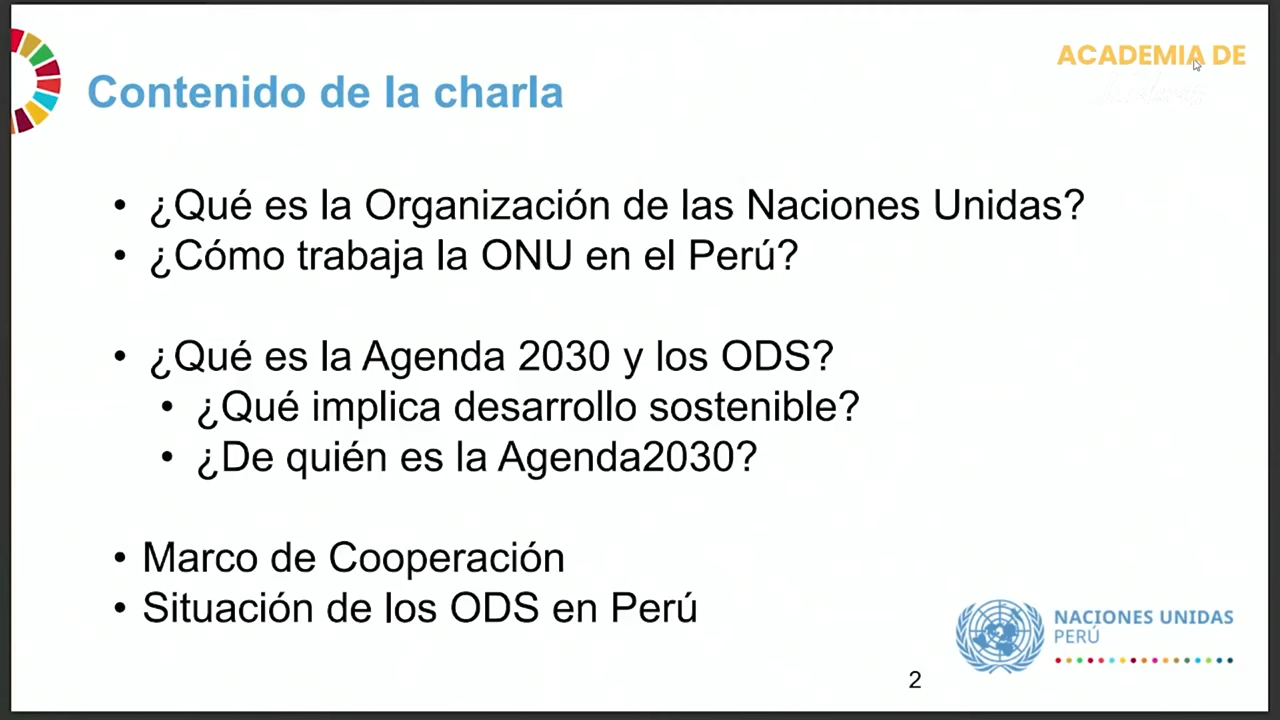 ACADEMIA DE
Contenido de la charla
• ¿Qué es la Organización de las Naciones Unidas?
• ¿Cómo trabaja la ONU en el Perú?
• ¿Qué es la Agenda 2030 y los ODS?
• ¿Qué implica desarrollo sostenible?
• ¿De quién es la Agenda2030?
• Marco de Cooperación
• Situación de los ODS en Perú
NACIONES UNIDAS
PERÚ
2